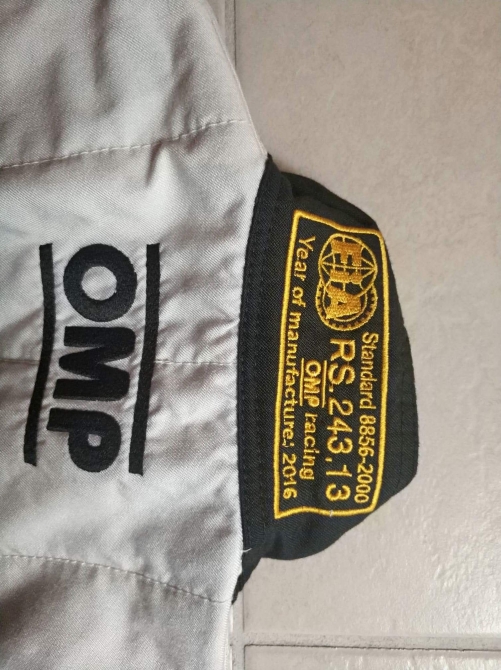 OMP
FIA
Standard 8856-2000
RS.243.13
OMP racing
Year of manufacture: 2016